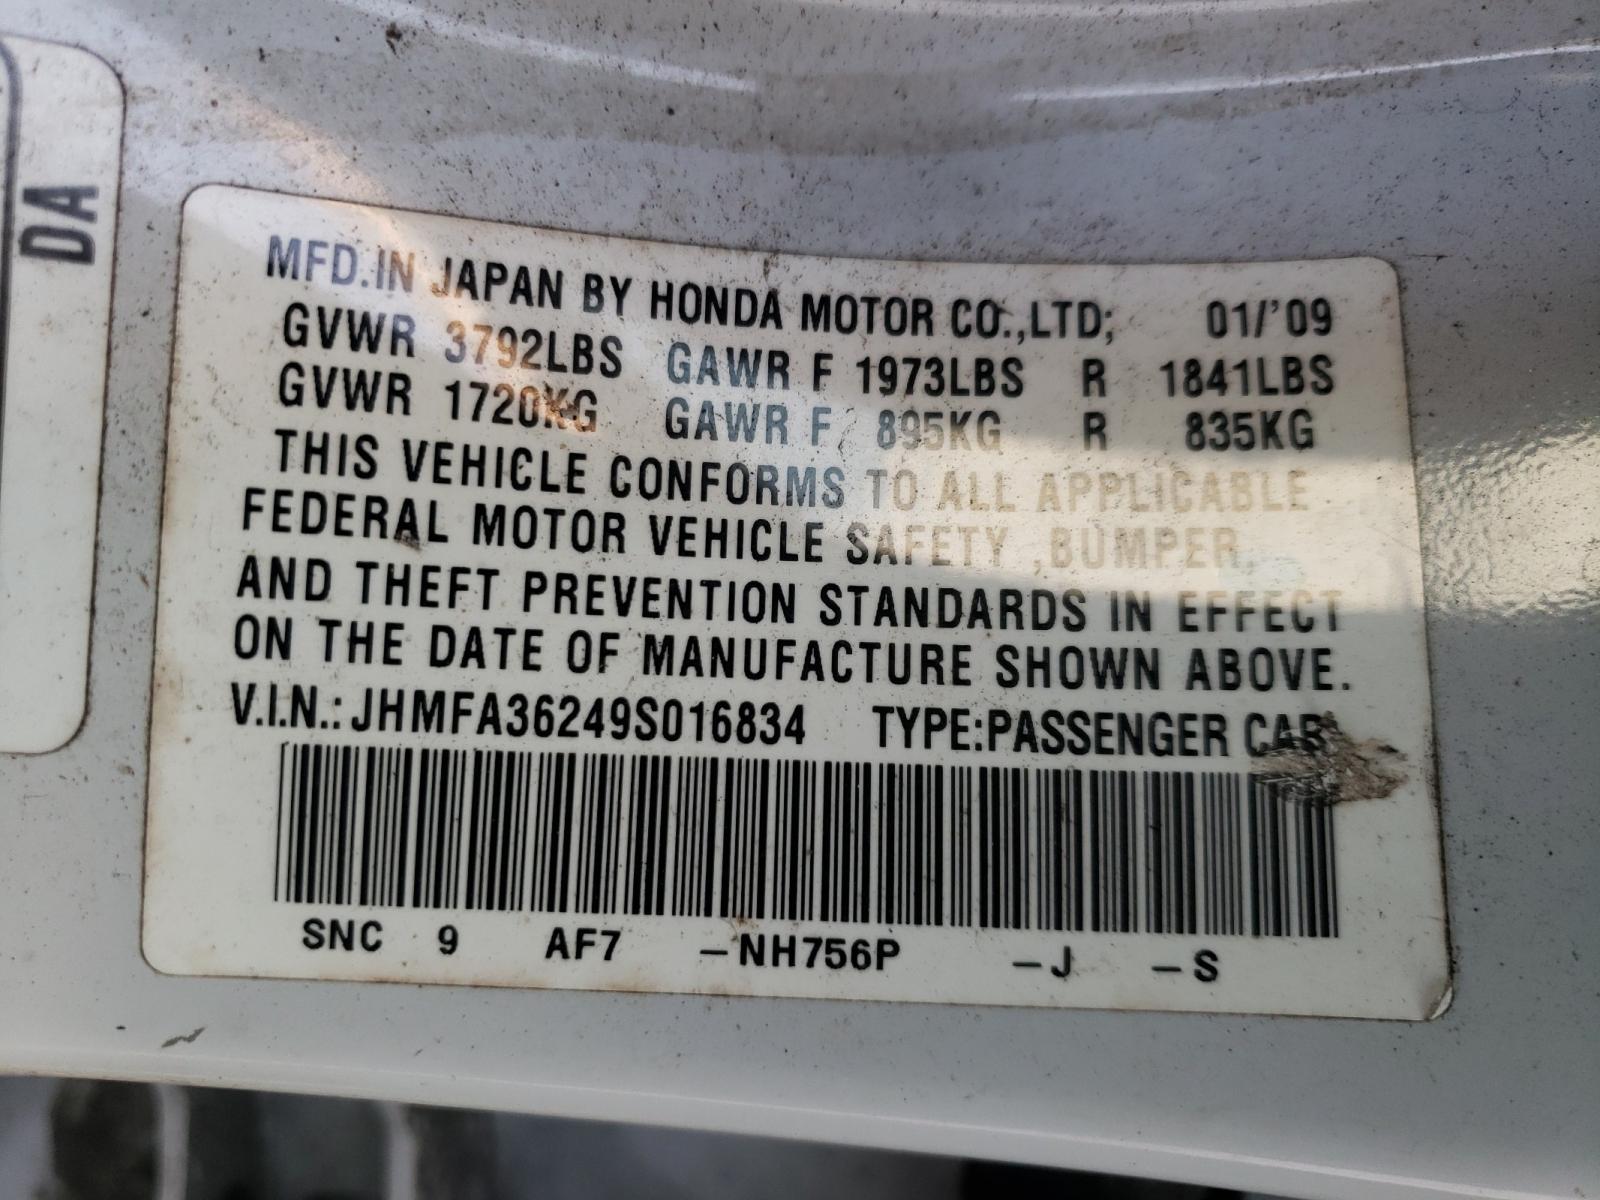 DA
MFD.IN JAPAN BY HONDA MOTOR CO.,LTD; 01/'09
GVWR 3792LBS GAWR F 1973LBS R 1841LBS
GVWR 1720KG GAWR F 895KG R 835KG
THIS VEHICLE CONFORMS TO ALL APPLICABLE
FEDERAL MOTOR VEHICLE SAFETY ,BUMPER,
AND THEFT PREVENTION STANDARDS IN EFFECT
ON THE DATE OF MANUFACTURE SHOWN ABOVE.
V.I.N.: JHMFA36249S016834 TYPE:PASSENGER CAR
SNC 9 AF7 –NH756P –J –S